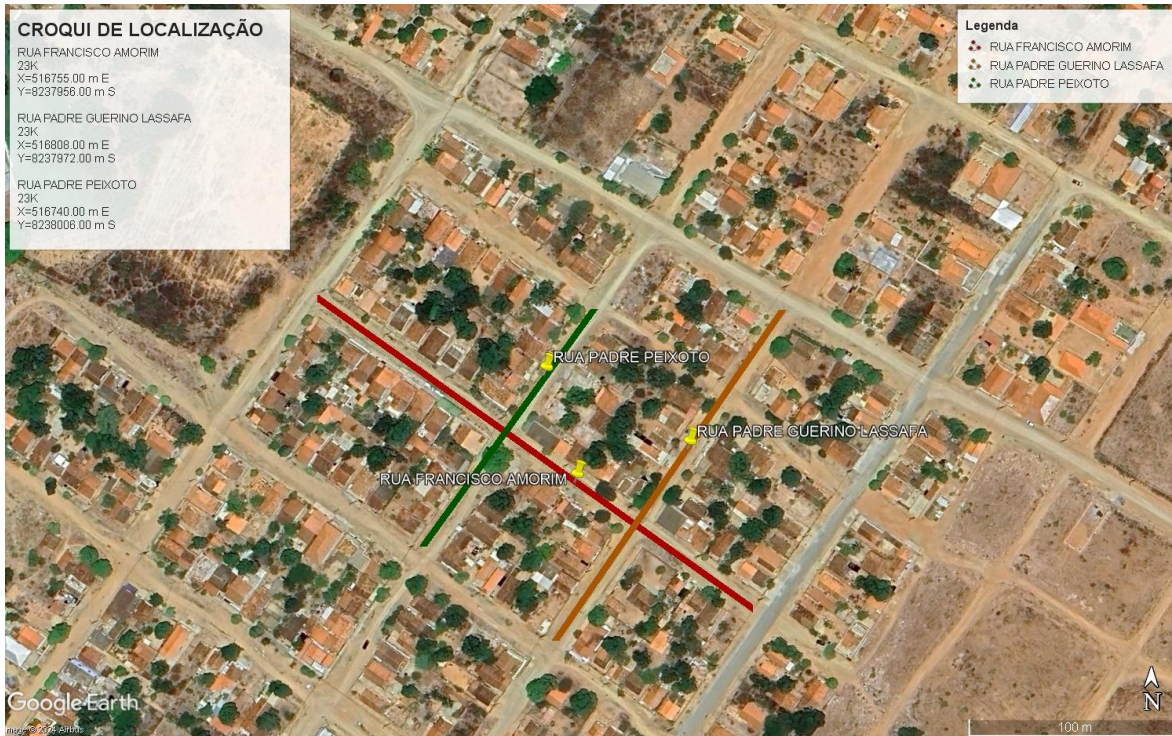 CROQUI DE LOCALIZAÇÃO
RUA FRANCISCO AMORIM
23K
X=516755.00 m E
Y=8237956.00 m S
RUA PADRE GUERINO LASSAFA
23K
X=516808.00 m E
Y=8237972.00 m S
RUA PADRE PEIXOTO
23K
X=516740.00 m E
Y=8238006.00 m S
Legenda
RUA FRANCISCO AMORIM
RUA PADRE GUERINO LASSAFA
RUA PADRE PEIXOTO
RUA PADRE PEIXOTO
RUA PADRE GUERINO LASSAFA
RUA FRANCISCO AMORIM
Google Earth
Image © 2024 Airbus
N
100 m